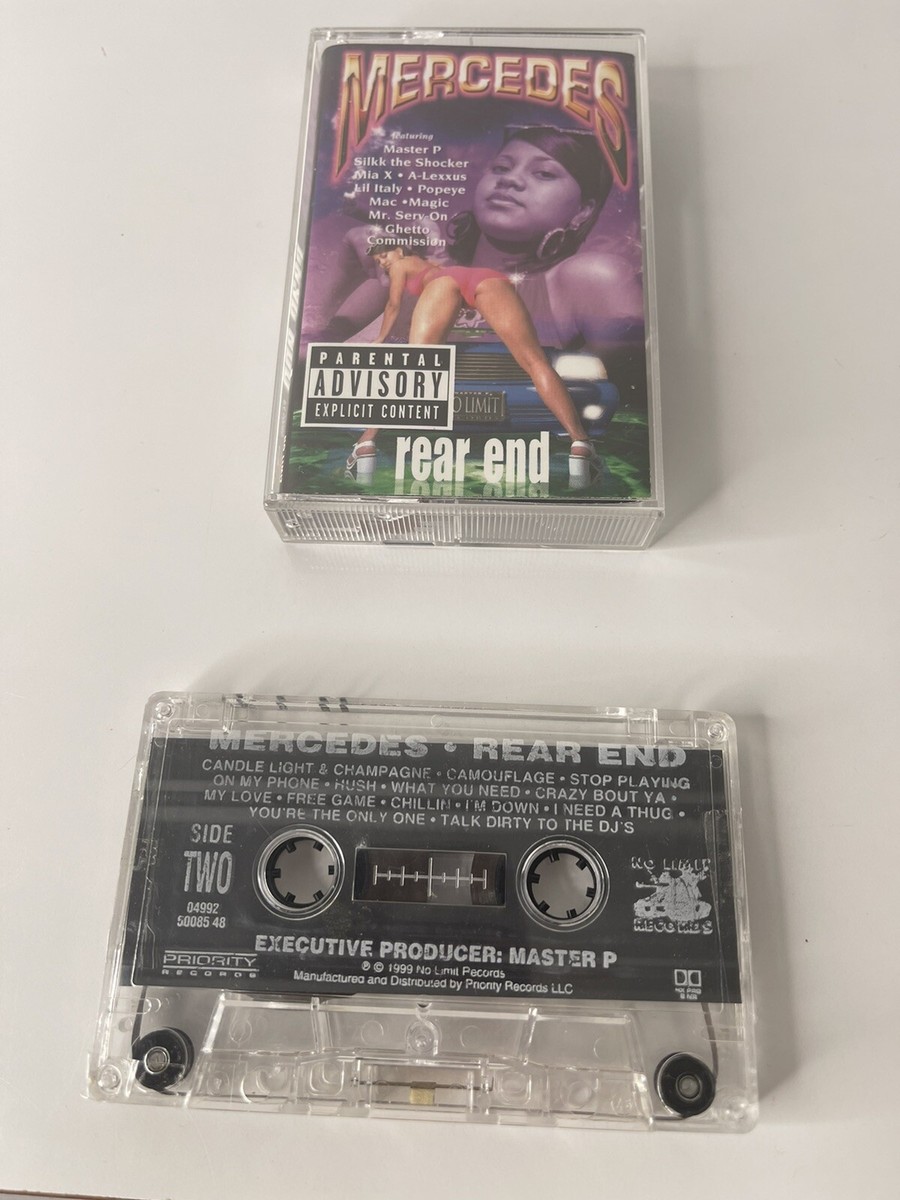 MERCEDES
featuring
Master P
Silkk the Shocker
Mia X • A-Lexxus
Lil Italy • Popeye
Mac • Magic
Mr. Serv-On
Ghetto
Commission
PARENTAL
ADVISORY
EXPLICIT CONTENT
O LIMIT
rear end
MERCEDES • REAR END
CANDLE LIGHT & CHAMPAGNE • CAMOUFLAGE • STOP PLAYING
ON MY PHONE • HUSH • WHAT YOU NEED • CRAZY BOUT YA •
MY LOVE • FREE GAME • CHILLIN • I'M DOWN • I NEED A THUG •
YOU'RE THE ONLY ONE • TALK DIRTY TO THE DJ'S
SIDE
TWO
04992
50085 48
NO LIMIT
RECORDS
EXECUTIVE PRODUCER: MASTER P
PRIORITY
RECORDS
℗ © 1999 No Limit Records
Manufactured and Distributed by Priority Records LLC